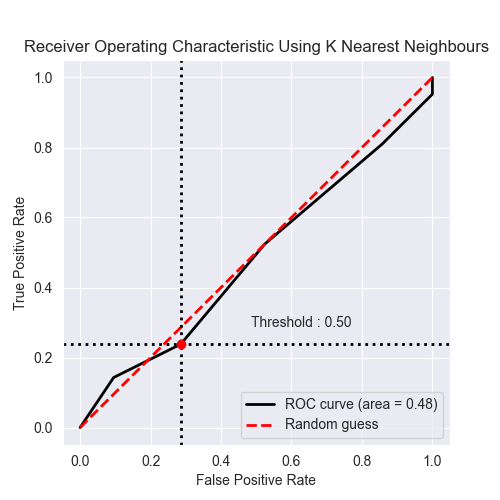 Receiver Operating Characteristic Using K Nearest Neighbours
1.0
0.8
0.6
0.4
0.2
0.0
True Positive Rate
Threshold : 0.50
ROC curve (area = 0.48)
Random guess
0.0 0.2 0.4 0.6 0.8 1.0
False Positive Rate